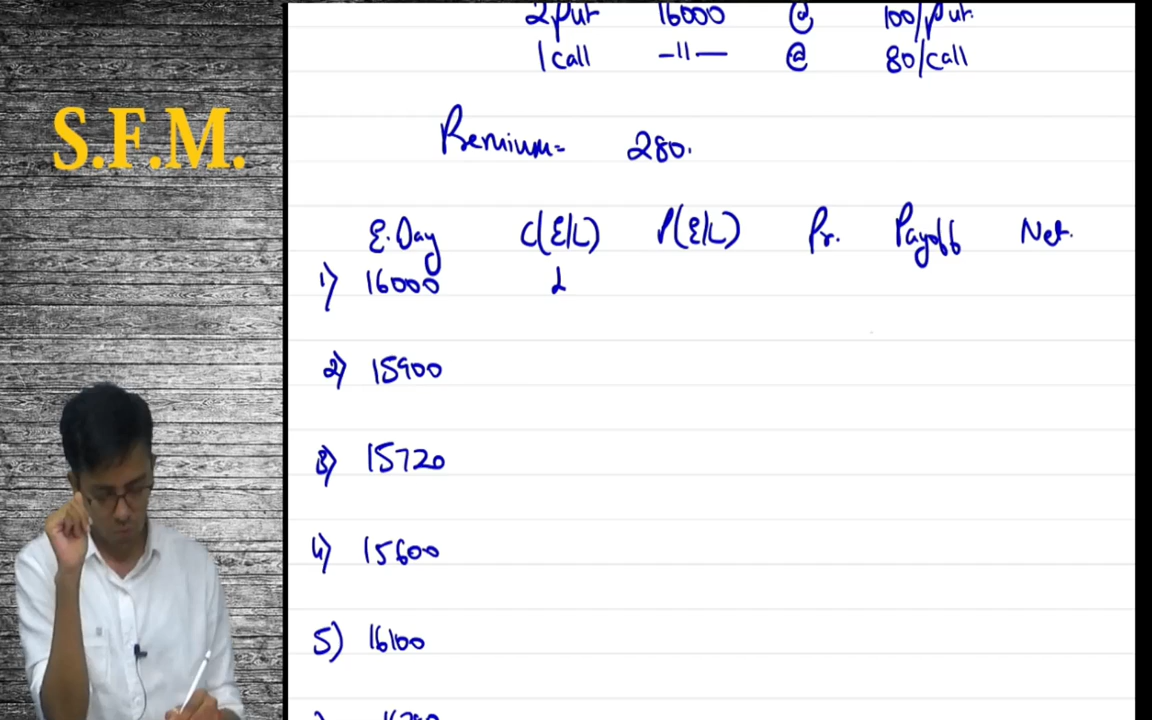 S.F.M.
2 Put 16000 @ 100/put.
1 call -11- @ 80/call
Premium= 280.
E.Day C(E/L) P(E/L) Pr. Payoff Net.
1) 16000 L
2) 15900
3) 15720
4) 15600
5) 16100